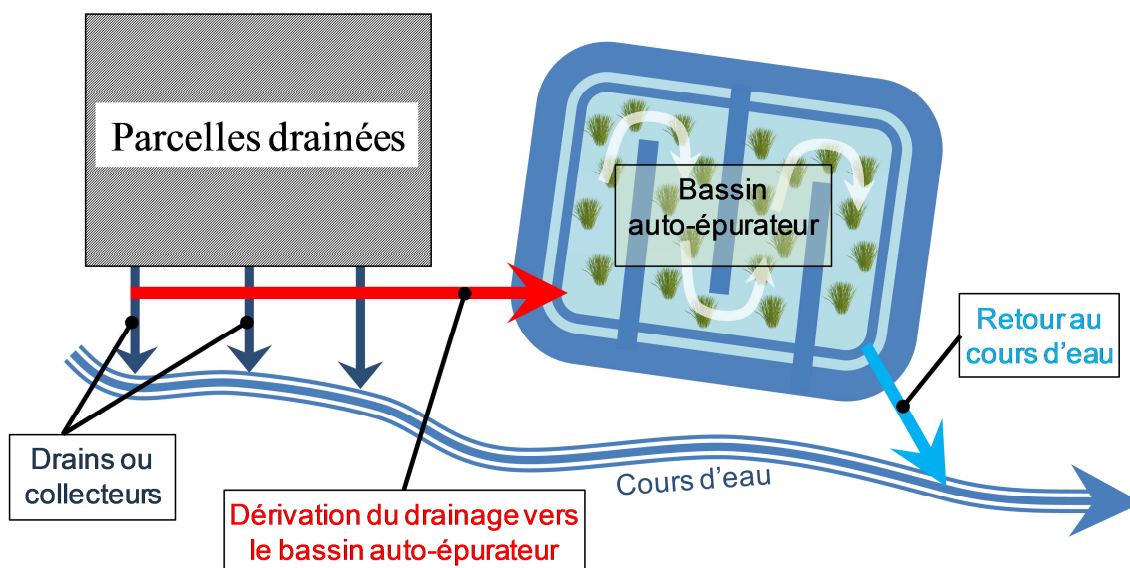 Parcelles drainées
Bassin
auto-épurateur
Retour au
cours d'eau
Drains ou
collecteurs
Cours d'eau
Dérivation du drainage vers
le bassin auto-épurateur